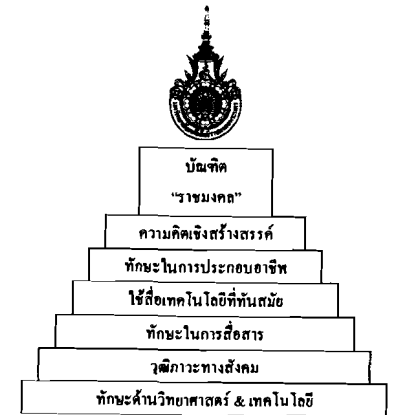 บัณฑิต
“ราชมงคล”
ความคิดเชิงสร้างสรรค์
ทักษะในการประกอบอาชีพ
ใช้สื่อเทคโนโลยีที่ทันสมัย
ทักษะในการสื่อสาร
วุฒิภาวะทางสังคม
ทักษะด้านวิทยาศาสตร์ & เทคโนโลยี